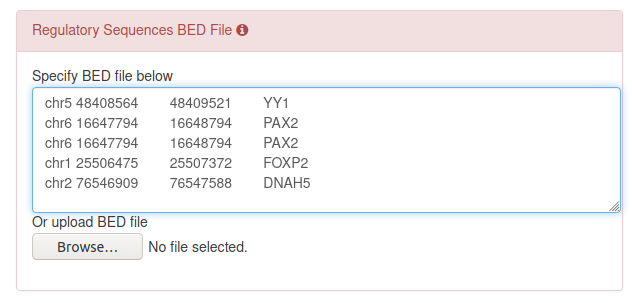 Regulatory Sequences BED File
Specify BED file below
chr5 48408564 48409521 YY1
chr6 16647794 16648794 PAX2
chr6 16647794 16648794 PAX2
chr1 25506475 25507372 FOXP2
chr2 76546909 76547588 DNAH5
Or upload BED file
Browse... No file selected.